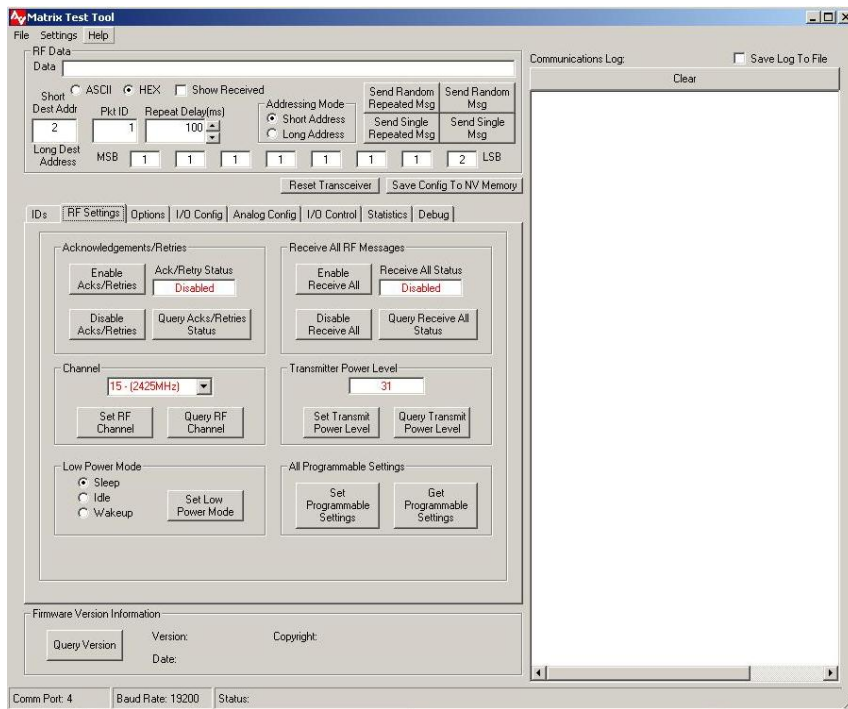 Matrix Test Tool
File Settings Help
RF Data
Data
ASCII HEX Show Received
Short Dest Addr
2
Pkt ID
1
Repeat Delay(ms)
100
Addressing Mode
Short Address
Long Address
Send Random Repeated Msg
Send Random Msg
Send Single Repeated Msg
Send Single Msg
Long Dest Address
MSB 1 1 1 1 1 1 1 2 LSB
Reset Transceiver
Save Config To NV Memory
Communications Log:
Save Log To File
Clear
IDs RF Settings Options I/O Config Analog Config I/O Control Statistics Debug
Acknowledgements/Retries
Enable Acks/Retries
Ack/Retry Status
Disabled
Disable Acks/Retries
Query Acks/Retries Status
Receive All RF Messages
Enable Receive All
Receive All Status
Disabled
Disable Receive All
Query Receive All Status
Channel
15 - (2425MHz)
Set RF Channel
Query RF Channel
Transmitter Power Level
31
Set Transmit Power Level
Query Transmit Power Level
Low Power Mode
Sleep
Idle
Wakeup
Set Low Power Mode
All Programmable Settings
Set Programmable Settings
Get Programmable Settings
Firmware Version Information
Query Version
Version:
Copyright:
Date:
Comm Port: 4
Baud Rate: 19200
Status: